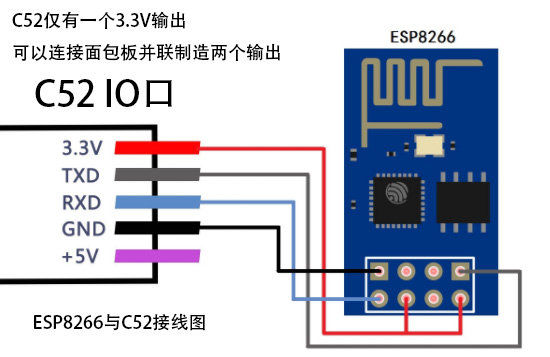 C52仅有一个3.3V输出
可以连接面包板并联制造两个输出
ESP8266
C52 IO口
3.3V
TXD
RXD
GND
+5V
ESP8266与C52接线图